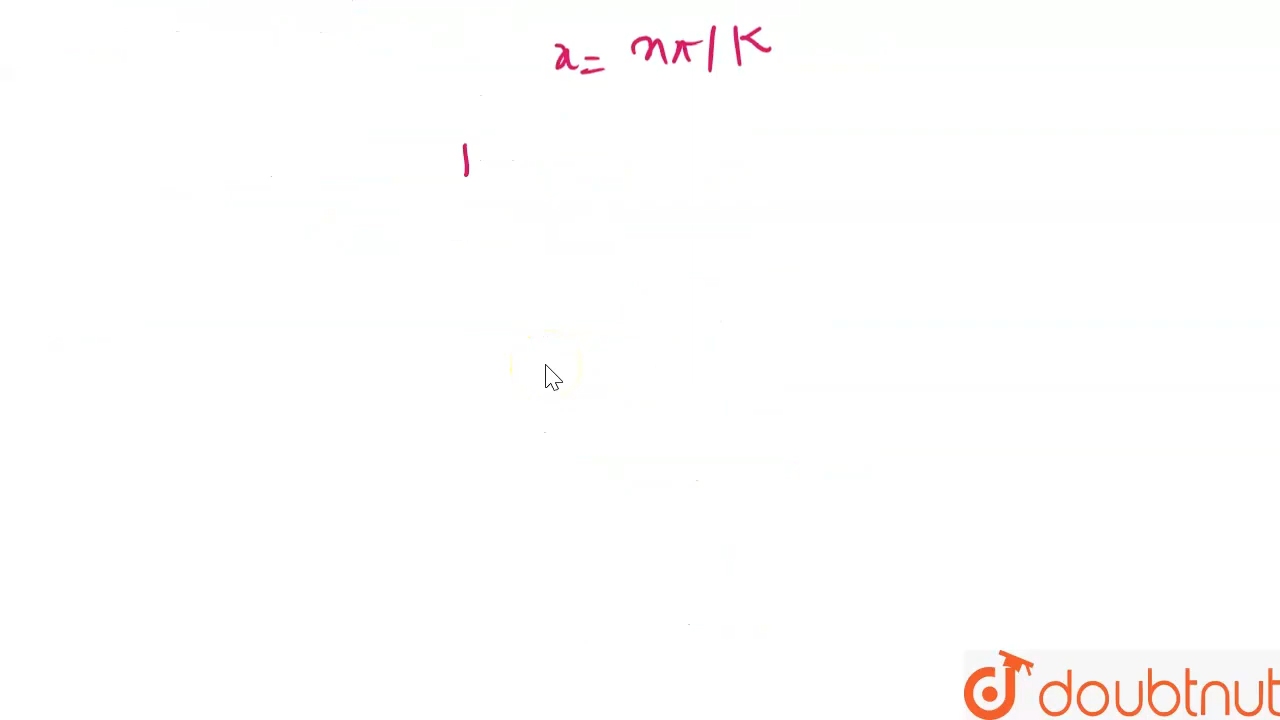 x = nπ/K
|
doubtnut